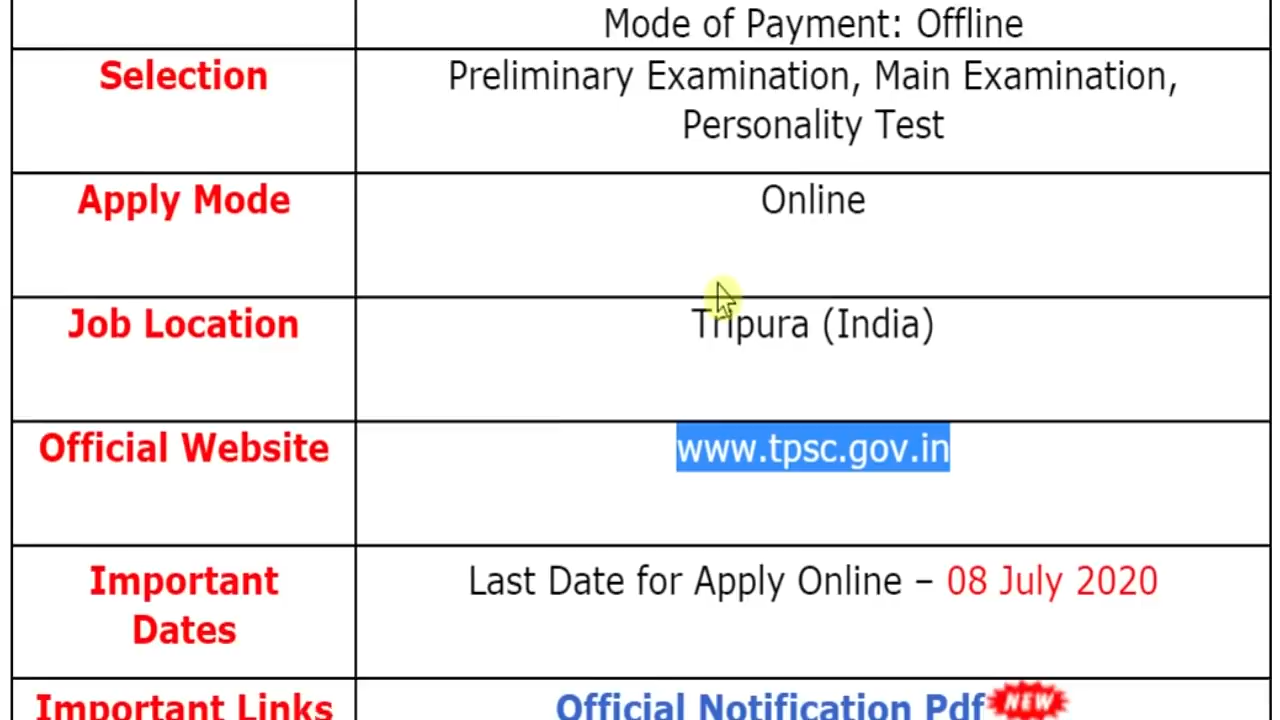 Mode of Payment: Offline
Selection
Preliminary Examination, Main Examination,
Personality Test
Apply Mode
Online
Job Location
Tripura (India)
Official Website
www.tpsc.gov.in
Important
Dates
Last Date for Apply Online – 08 July 2020
Important Links
Official Notification Pdf NEW